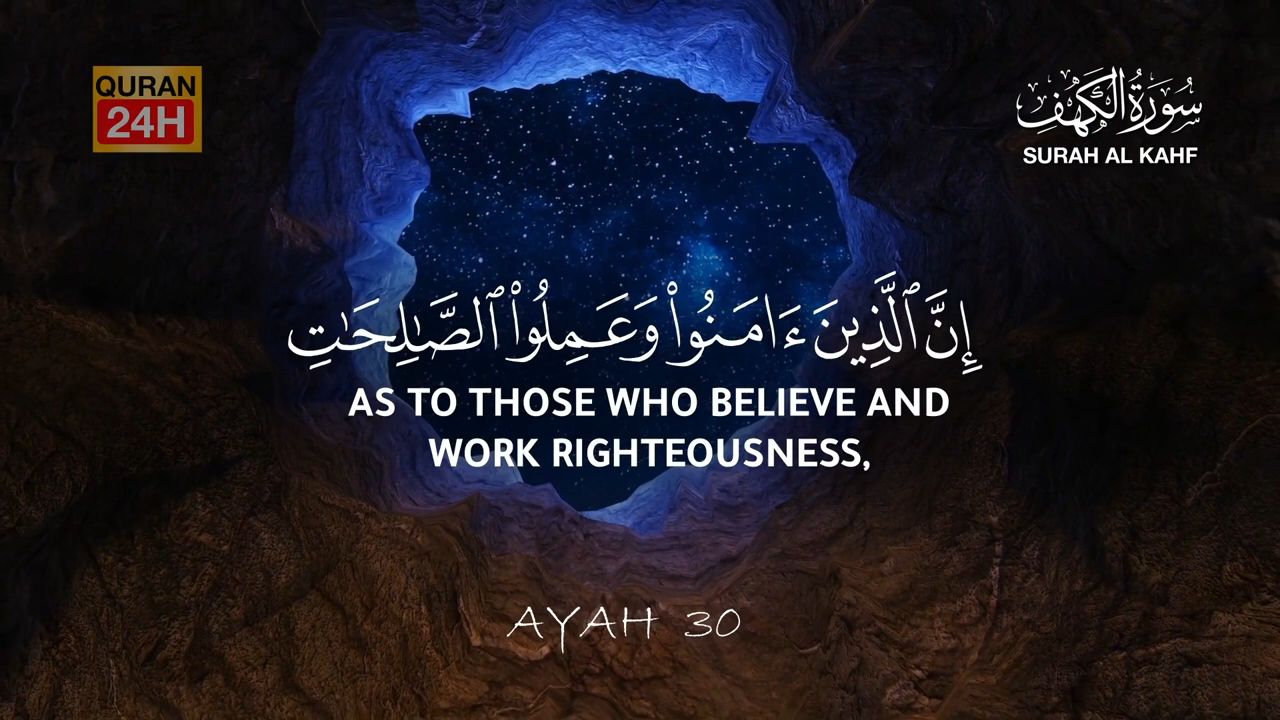 QURAN
24H
سُورَةُ الكَهْفِ
SURAH AL KAHF
إِنَّ ٱلَّذِينَ ءَامَنُوا۟ وَعَمِلُوا۟ ٱلصَّـٰلِحَـٰتِ
AS TO THOSE WHO BELIEVE AND
WORK RIGHTEOUSNESS,
AYAH 30